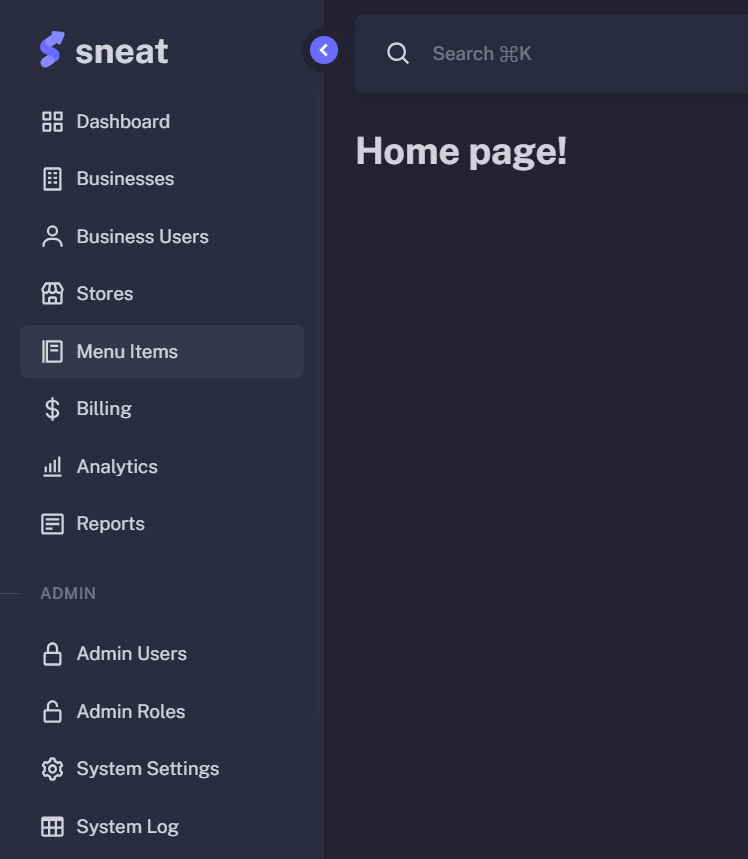 sneat
Search ⌘K
Home page!
Dashboard
Businesses
Business Users
Stores
Menu Items
Billing
Analytics
Reports
ADMIN
Admin Users
Admin Roles
System Settings
System Log